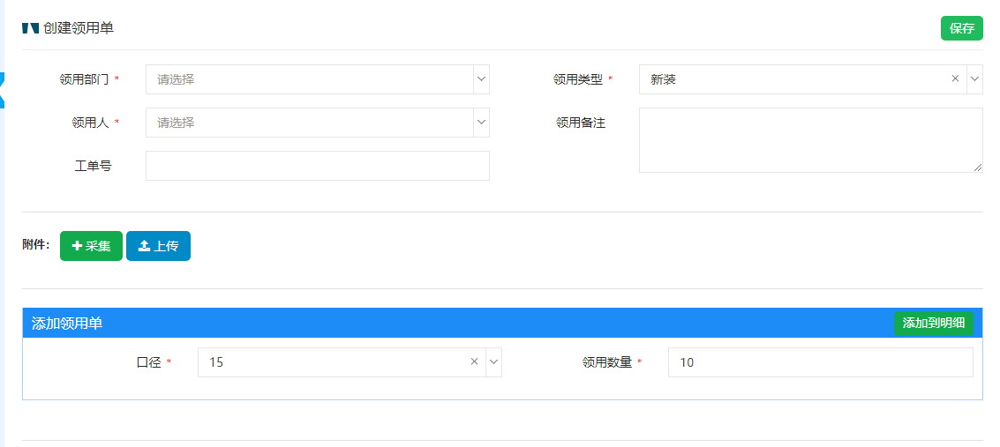 创建领用单 保存
领用部门 * 请选择 领用类型 * 新装
领用人 * 请选择 领用备注
工单号
附件: 采集 上传
添加领用单 添加到明细
口径 * 15 领用数量 * 10